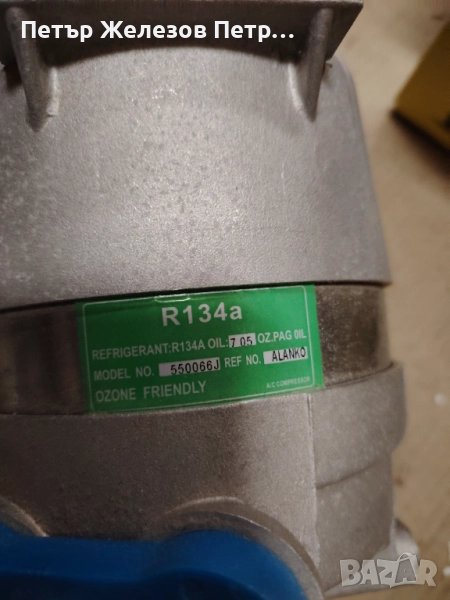 Петър Железов Петр...
R134a
REFRIGERANT:R134A OIL: 7.05 OZ.PAG OIL
MODEL NO. 550066J REF NO. ALANKO
OZONE FRIENDLY A/C COMPRESSOR
BAZAR